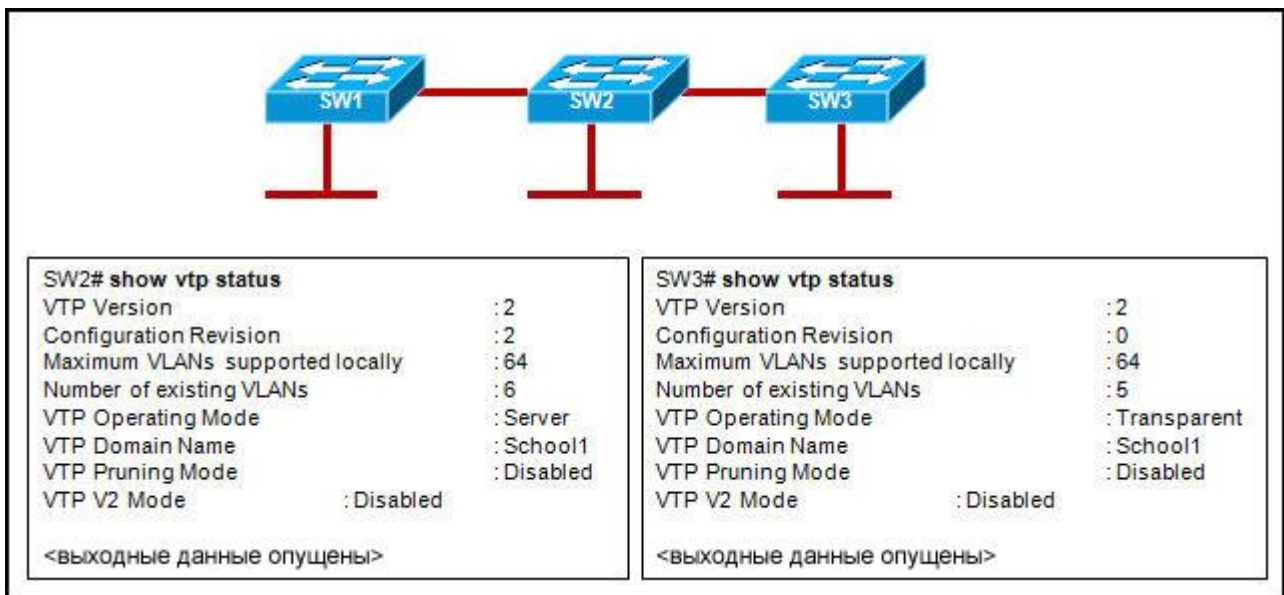 SW1
SW2
SW3
SW2# show vtp status
VTP Version : 2
Configuration Revision : 2
Maximum VLANs supported locally : 64
Number of existing VLANs : 6
VTP Operating Mode : Server
VTP Domain Name : School1
VTP Pruning Mode : Disabled
VTP V2 Mode : Disabled
<выходные данные опущены>
SW3# show vtp status
VTP Version : 2
Configuration Revision : 0
Maximum VLANs supported locally : 64
Number of existing VLANs : 5
VTP Operating Mode : Transparent
VTP Domain Name : School1
VTP Pruning Mode : Disabled
VTP V2 Mode : Disabled
<выходные данные опущены>